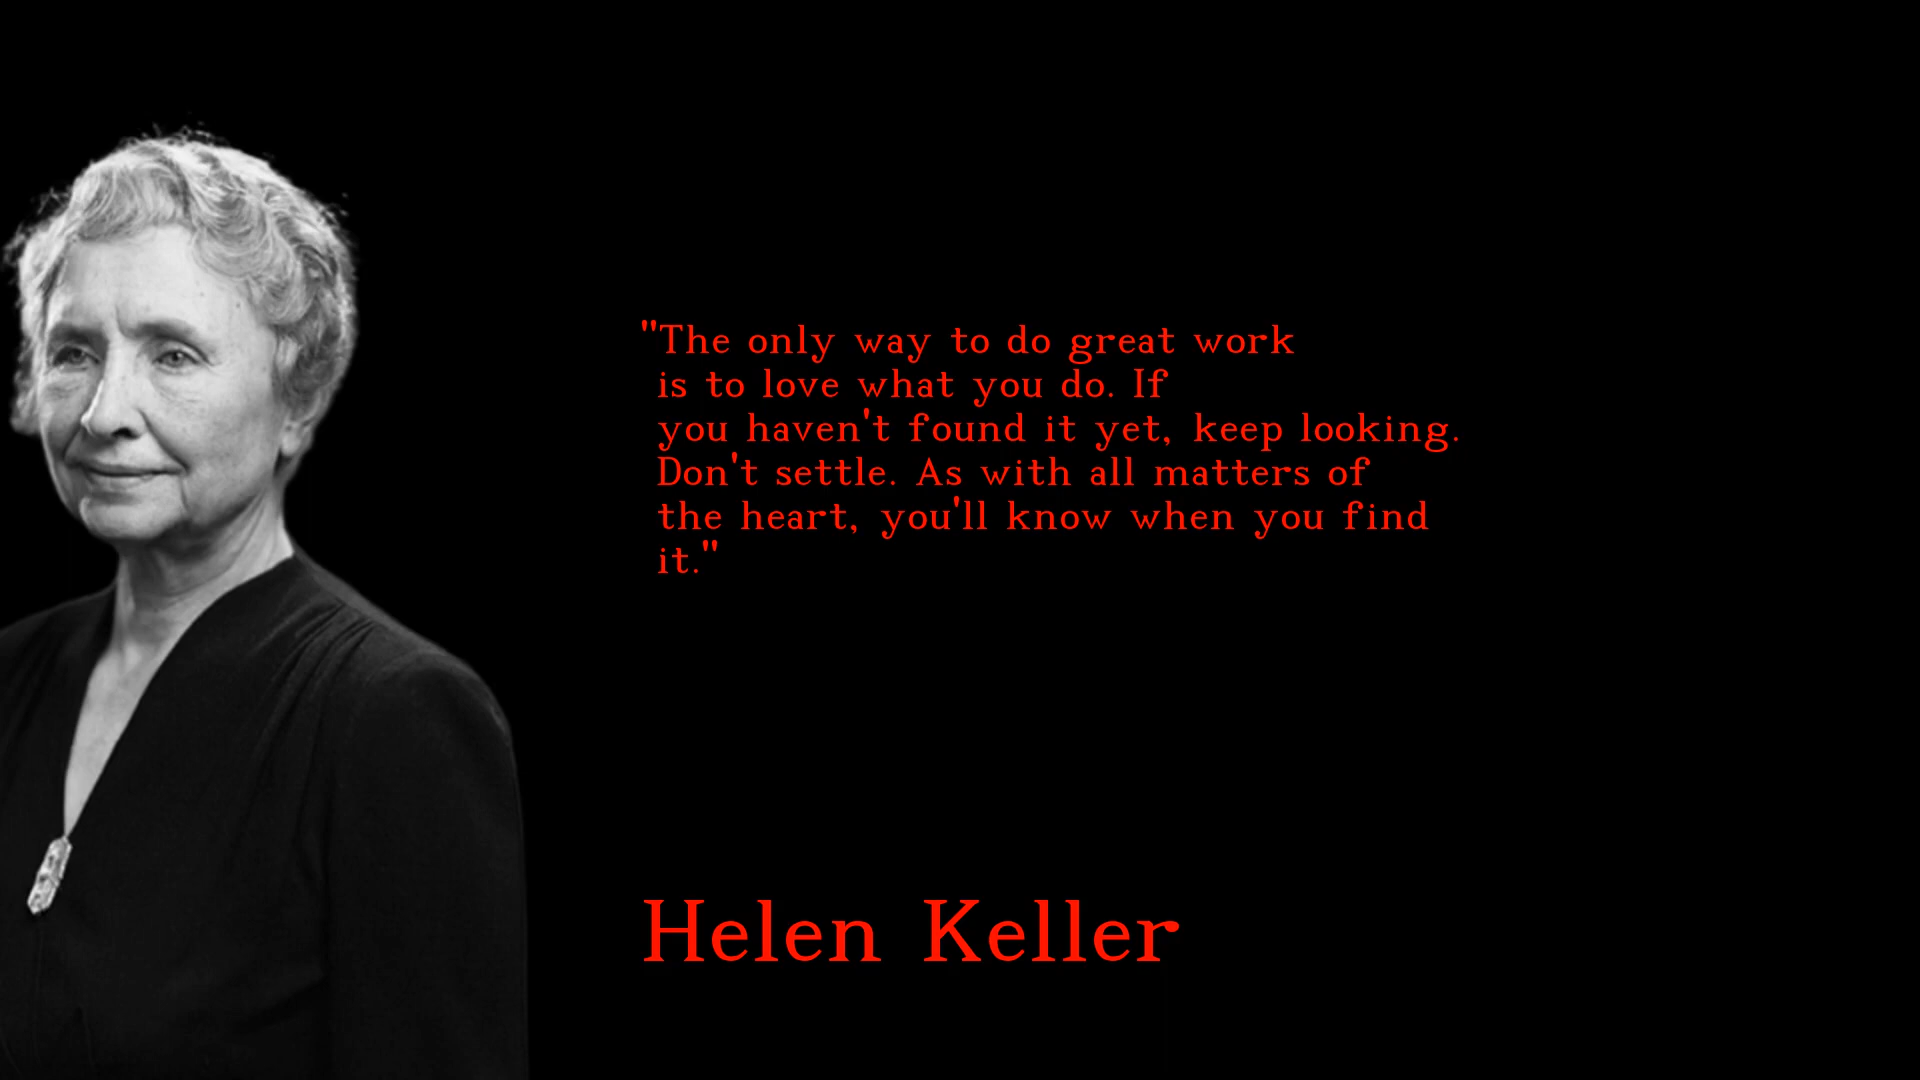 "The only way to do great work
is to love what you do. If
you haven't found it yet, keep looking.
Don't settle. As with all matters of
the heart, you'll know when you find
it."
Helen Keller